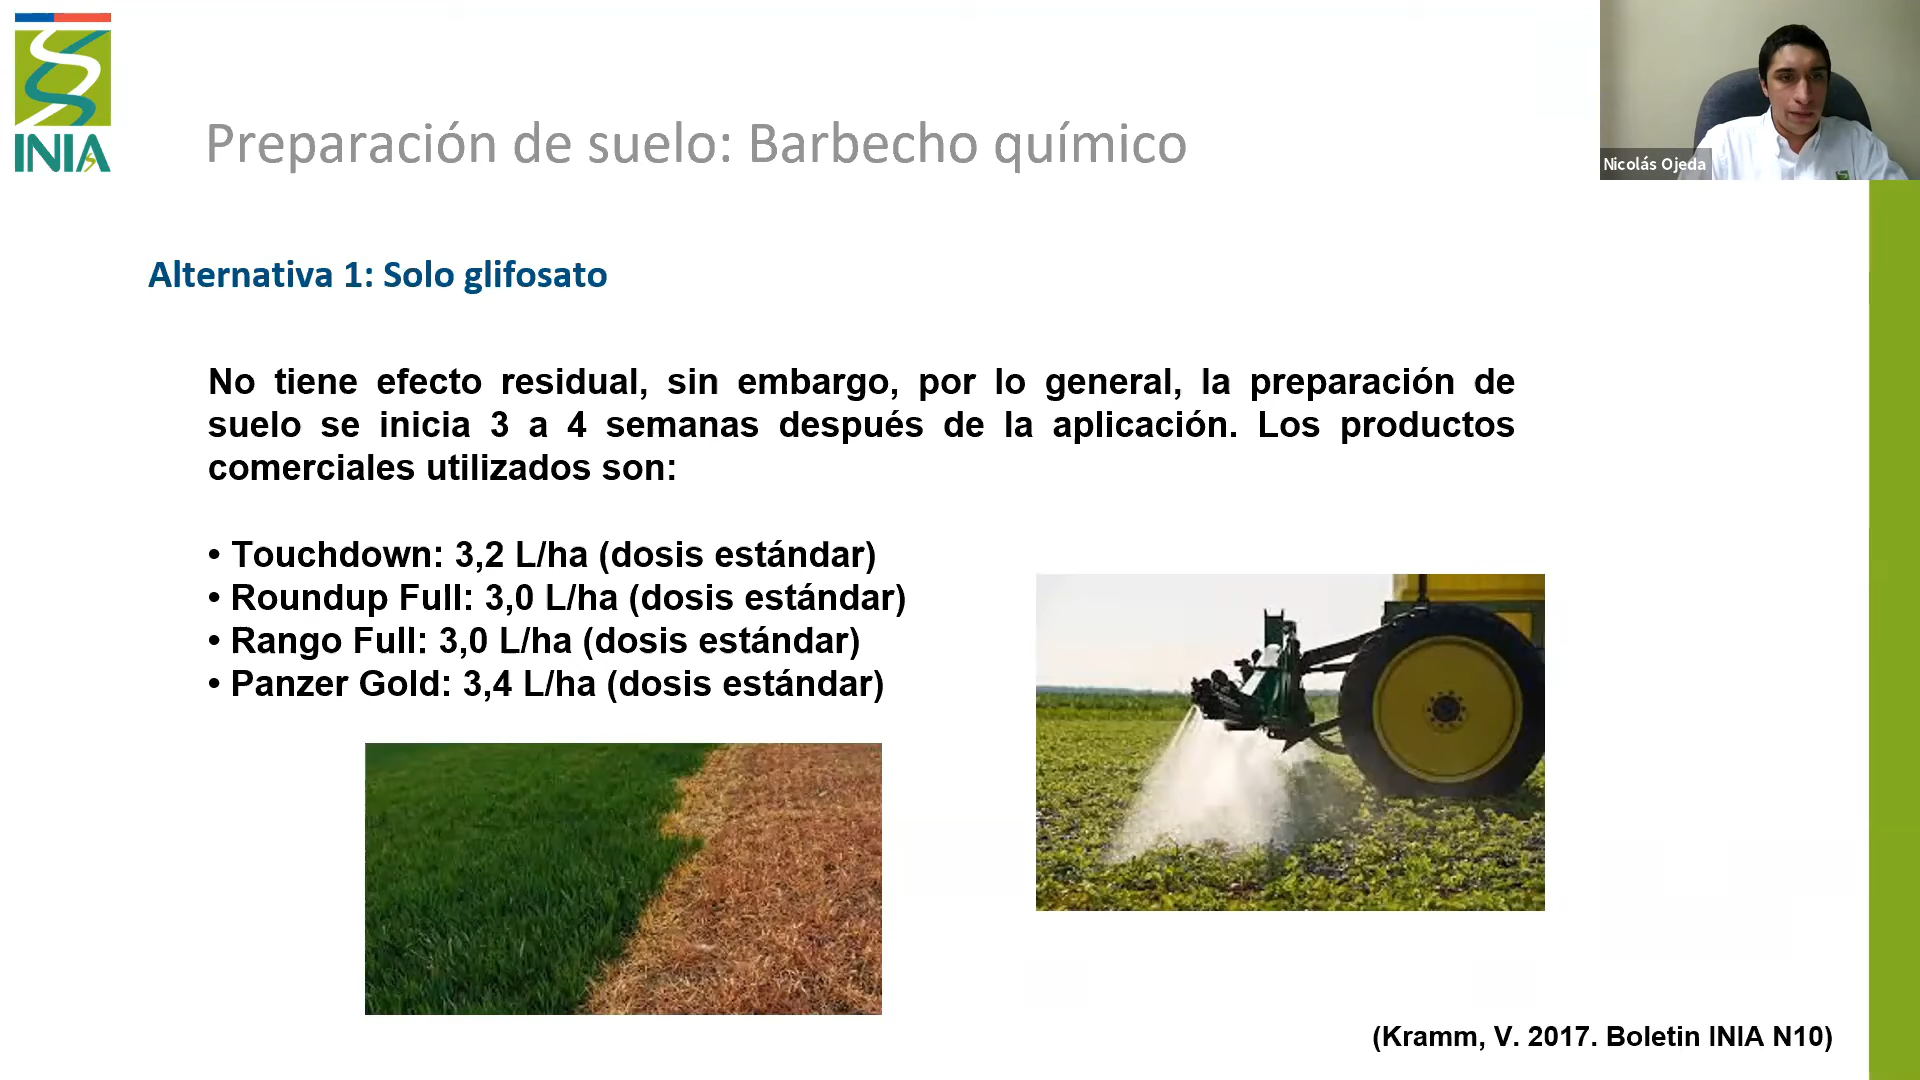 INIA
Preparación de suelo: Barbecho químico
Nicolás Ojeda
Alternativa 1: Solo glifosato
No tiene efecto residual, sin embargo, por lo general, la preparación de
suelo se inicia 3 a 4 semanas después de la aplicación. Los productos
comerciales utilizados son:
• Touchdown: 3,2 L/ha (dosis estándar)
• Roundup Full: 3,0 L/ha (dosis estándar)
• Rango Full: 3,0 L/ha (dosis estándar)
• Panzer Gold: 3,4 L/ha (dosis estándar)
(Kramm, V. 2017. Boletin INIA N10)